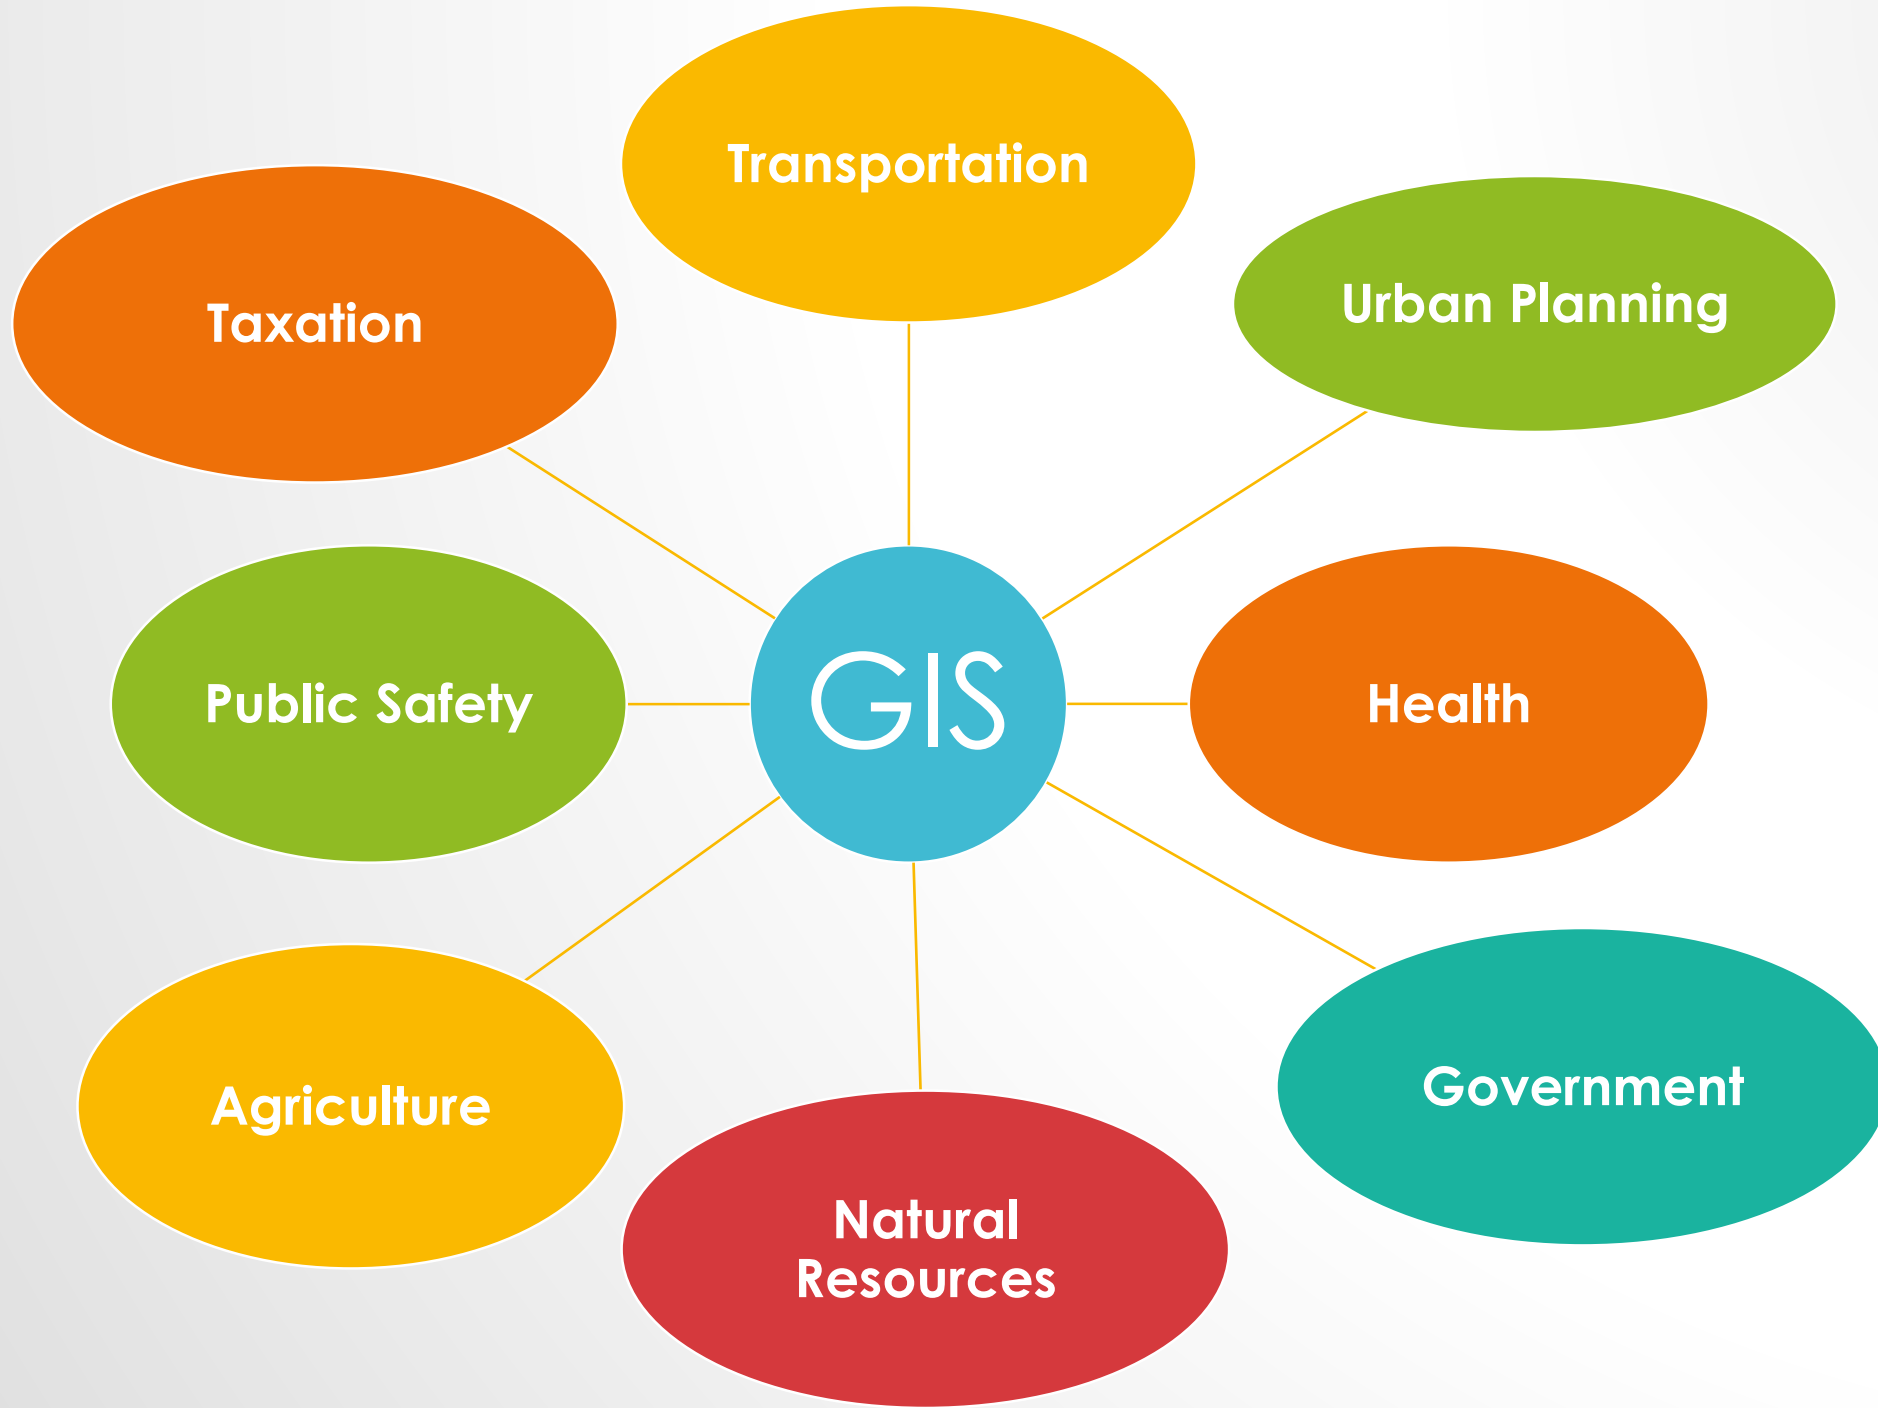 Transportation
Urban Planning
Taxation
Public Safety
GIS
Health
Agriculture
Government
Natural
Resources